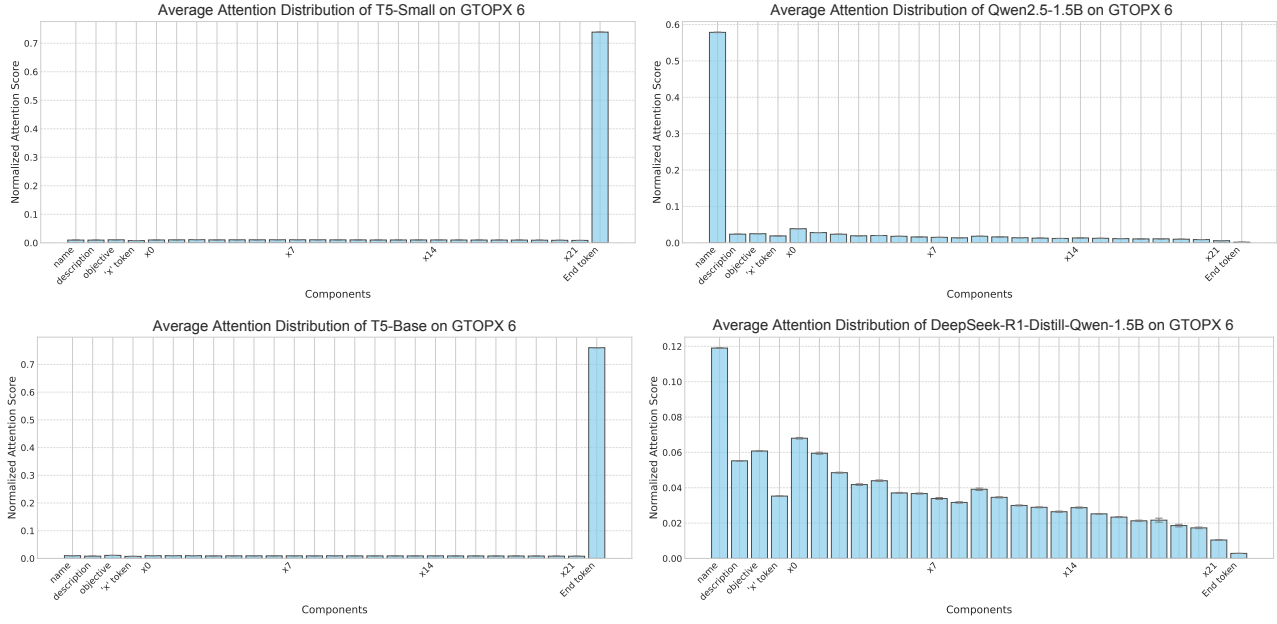 Average Attention Distribution of T5-Small on GTOPX 6
Normalized Attention Score
0.7
0.6
0.5
0.4
0.3
0.2
0.1
0.0
name
description
objective
'x' token
x0
x7
x14
x21
End token
Components
Average Attention Distribution of Qwen2.5-1.5B on GTOPX 6
Normalized Attention Score
0.6
0.5
0.4
0.3
0.2
0.1
0.0
name
description
objective
'x' token
x0
x7
x14
x21
End token
Components
Average Attention Distribution of T5-Base on GTOPX 6
Normalized Attention Score
0.7
0.6
0.5
0.4
0.3
0.2
0.1
0.0
name
description
objective
'x' token
x0
x7
x14
x21
End token
Components
Average Attention Distribution of DeepSeek-R1-Distill-Qwen-1.5B on GTOPX 6
Normalized Attention Score
0.12
0.10
0.08
0.06
0.04
0.02
0.00
name
description
objective
'x' token
x0
x7
x14
x21
End token
Components